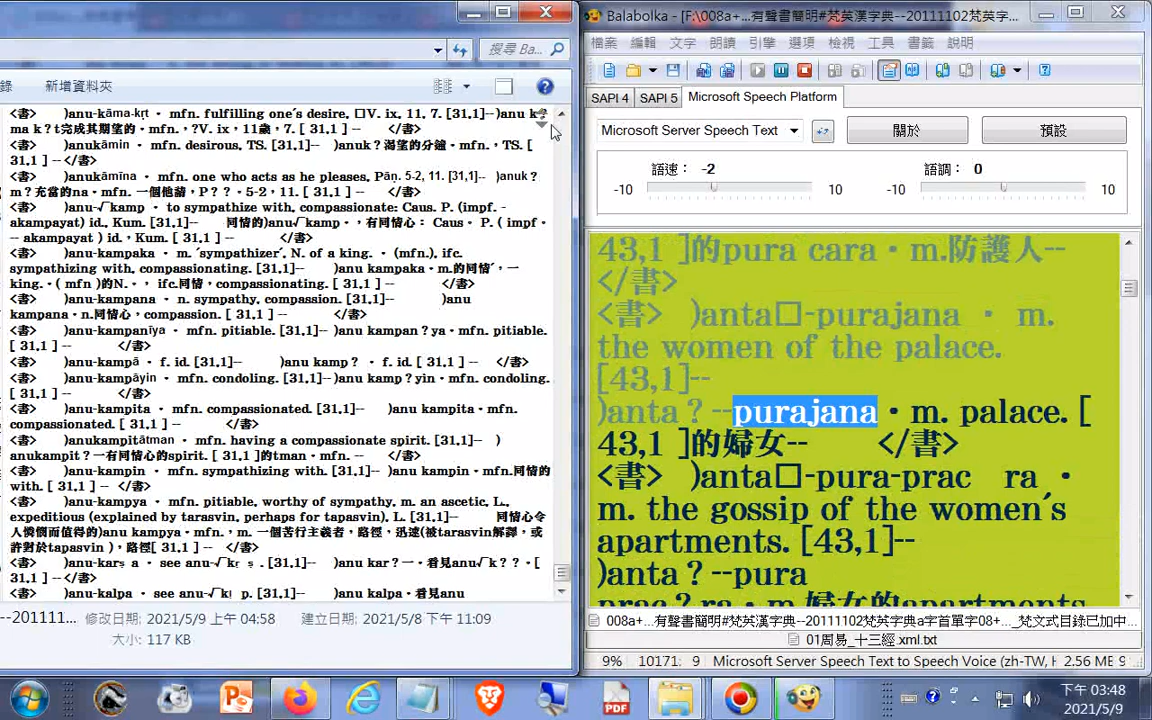 Balabolka - [F:\008a+...有聲書簡明#梵英漢字典--20111102梵英字...
搜尋 Ba...
檔案 編輯 文字 朗讀 引擎 選項 檢視 工具 書籤 說明
錄 新增資料夾
SAPI 4 SAPI 5 Microsoft Speech Platform
Microsoft Server Speech Text 關於 預設
語速: -2 語調: 0
-10 10 -10 10
《書》 )anu-kāma-kṛt ‧ mfn. fulfilling one's desire, □V. ix, 11, 7. [31,1]--)anu k
ma k?t完成其期望的‧mfn.,?V. ix,11歲,7. [ 31,1 ]-- </書>
《書》 )anukāmin ‧ mfn. desirous, TS. [31,1]-- )anuk?渴望的分鐘‧mfn.,TS. [
31,1 ]--</書>
《書》 )anukāmīna ‧ mfn. one who acts as he pleases, Pāṇ. 5-2, 11. [31,1]-- )anuk?
m?充當的na‧mfn.一個他請,P??‧5-2,11. [ 31,1 ]-- </書>
《書》 )anu-√kamp ‧ to sympathize with, compassionate: Caus. P. (impf. -
akampayat) id., Kum. [31,1]-- 同情的)anu√kamp‧,有同情心: Caus‧ P. ( impf‧
-- akampayat ) id., Kum. [ 31,1 ]-- </書>
《書》 )anu-kampaka ‧ m. 'sympathizer', N. of a king. ‧ (mfn.), ifc.
sympathizing with, compassionating. [31,1]-- )anu kampaka‧m.的同情',一
king.‧( mfn )的N.‧, ifc.同情,compassionating. [ 31,1 ]-- </書>
《書》 )anu-kampana ‧ n. sympathy, compassion. [31,1]-- )anu
kampana‧n.同情心,compassion. [ 31,1 ]-- </書>
《書》 )anu-kampanīya ‧ mfn. pitiable. [31,1]-- )anu kampan?ya‧mfn. pitiable.
[ 31,1 ]-- </書>
《書》 )anu-kampā ‧ f. id. [31,1]-- )anu kamp? ‧ f. id. [ 31,1 ]-- </書>
《書》 )anu-kampāyin ‧ mfn. condoling. [31,1]-- )anu kamp?yin‧mfn. condoling.
[ 31,1 ]-- </書>
《書》 )anu-kampita ‧ mfn. compassionated. [31,1]-- )anu kampita‧mfn.
compassionated. [ 31,1 ]-- </書>
《書》 )anukampitātman ‧ mfn. having a compassionate spirit. [31,1]-- )
anukampit?一有同情心的spirit. [ 31,1 ]的tman‧mfn. </書>
《書》 )anu-kampin ‧ mfn. sympathizing with. [31,1]-- )anu kampin‧mfn.同情的
with. [ 31,1 ]-- </書>
《書》 )anu-kampya ‧ mfn. pitiable, worthy of sympathy, m. an ascetic, L.,
expeditious (explained by tarasvin, perhaps for tapasvin), L. [31,1]-- 同情心令
人憐憫而值得的)anu kampya‧mfn.,m.一個苦行主義者,路徑,迅速(被tarasvin解釋,或
許對於tapasvin),路徑[ 31,1 ]-- </書>
31,1 ]--</書>
43,1 ]的pura cara‧m.防護人--
</書>
<書> )anta□-purajana ‧ m.
the women of the palace.
[43,1]--
)anta?--purajana‧m. palace. [
43,1 ]的婦女-- </書>
<書> )anta□-pura-prac ra ‧
m. the gossip of the women's
apartments. [43,1]--
)anta?--pura
prac?ra‧m.婦女的apartments
--201111... 修改日期: 2021/5/9 上午 04:58 建立日期: 2021/5/8 下午 11:09
大小: 117 KB
008a+...有聲書簡明#梵英漢字典--20111102梵英字典a字首單字08+..._梵文式目錄已加中...
01周易_十三經.xml.txt
9% 10171: 9 Microsoft Server Speech Text to Speech Voice (zh-TW, H 2.56 MB
下午 03:48
2021/5/9